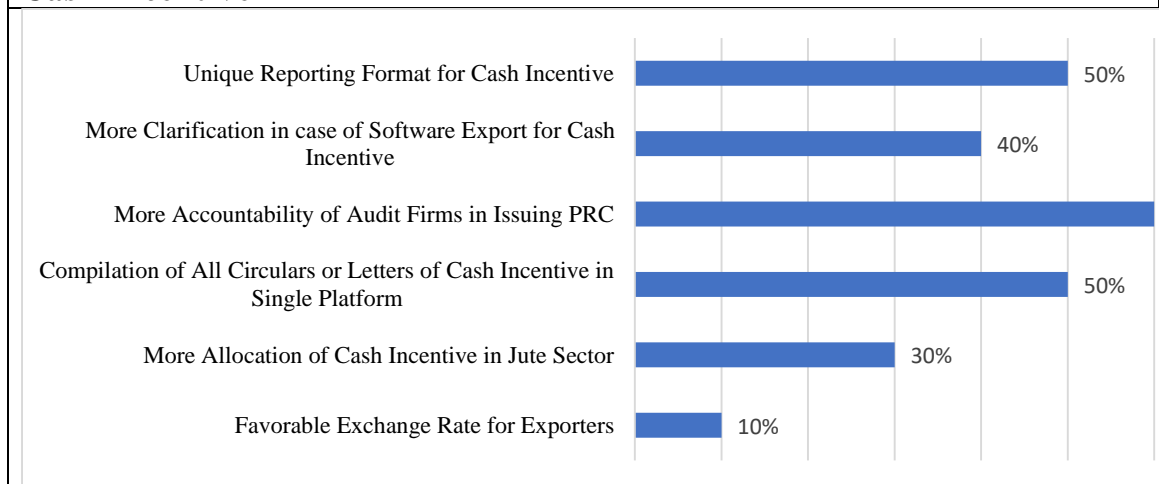 Unique Reporting Format for Cash Incentive
50%
More Clarification in case of Software Export for Cash
Incentive
40%
More Accountability of Audit Firms in Issuing PRC
Compilation of All Circulars or Letters of Cash Incentive in
Single Platform
50%
More Allocation of Cash Incentive in Jute Sector
30%
Favorable Exchange Rate for Exporters
10%